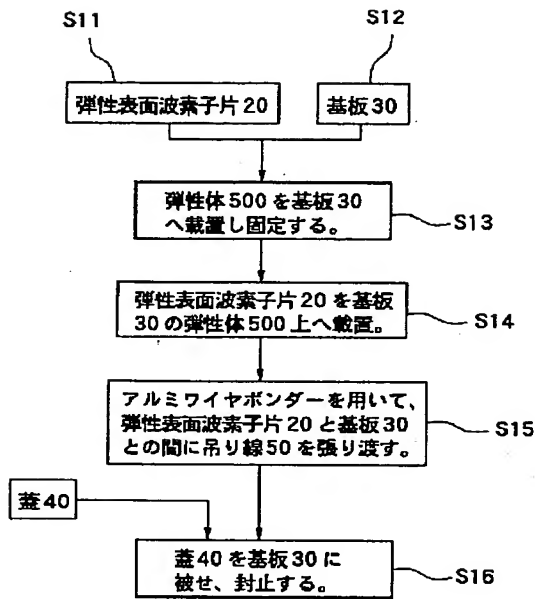 S11
S12
弾性表面波素子片20
基板30
弾性体500を基板30
へ載置し固定する。
S13
弾性表面波素子片20を基板
30の弾性体500上へ載置。
S14
アルミワイヤボンダーを用いて、
弾性表面波素子片20と基板30
との間に吊り線50を張り渡す。
S15
蓋40
蓋40を基板30に
被せ、封止する。
S16